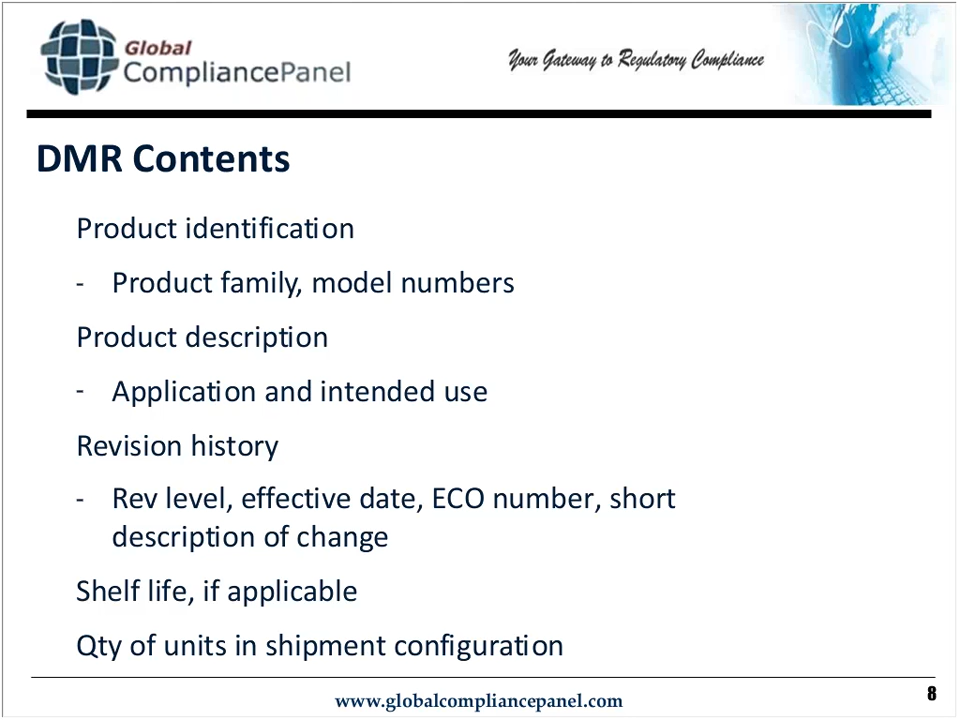 Global
CompliancePanel
Your Gateway to Regulatory Compliance
DMR Contents
Product identification
- Product family, model numbers
Product description
- Application and intended use
Revision history
- Rev level, effective date, ECO number, short
description of change
Shelf life, if applicable
Qty of units in shipment configuration
www.globalcompliancepanel.com
8